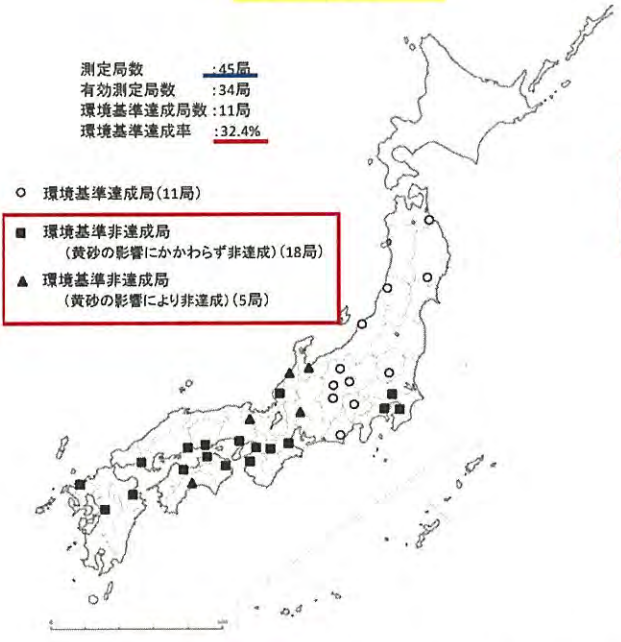 測定局数 :45局
有効測定局数 :34局
環境基準達成局数:11局
環境基準達成率 :32.4%
○ 環境基準達成局(11局)
■ 環境基準非達成局
(黄砂の影響にかかわらず非達成)(18局)
▲ 環境基準非達成局
(黄砂の影響により非達成)(5局)